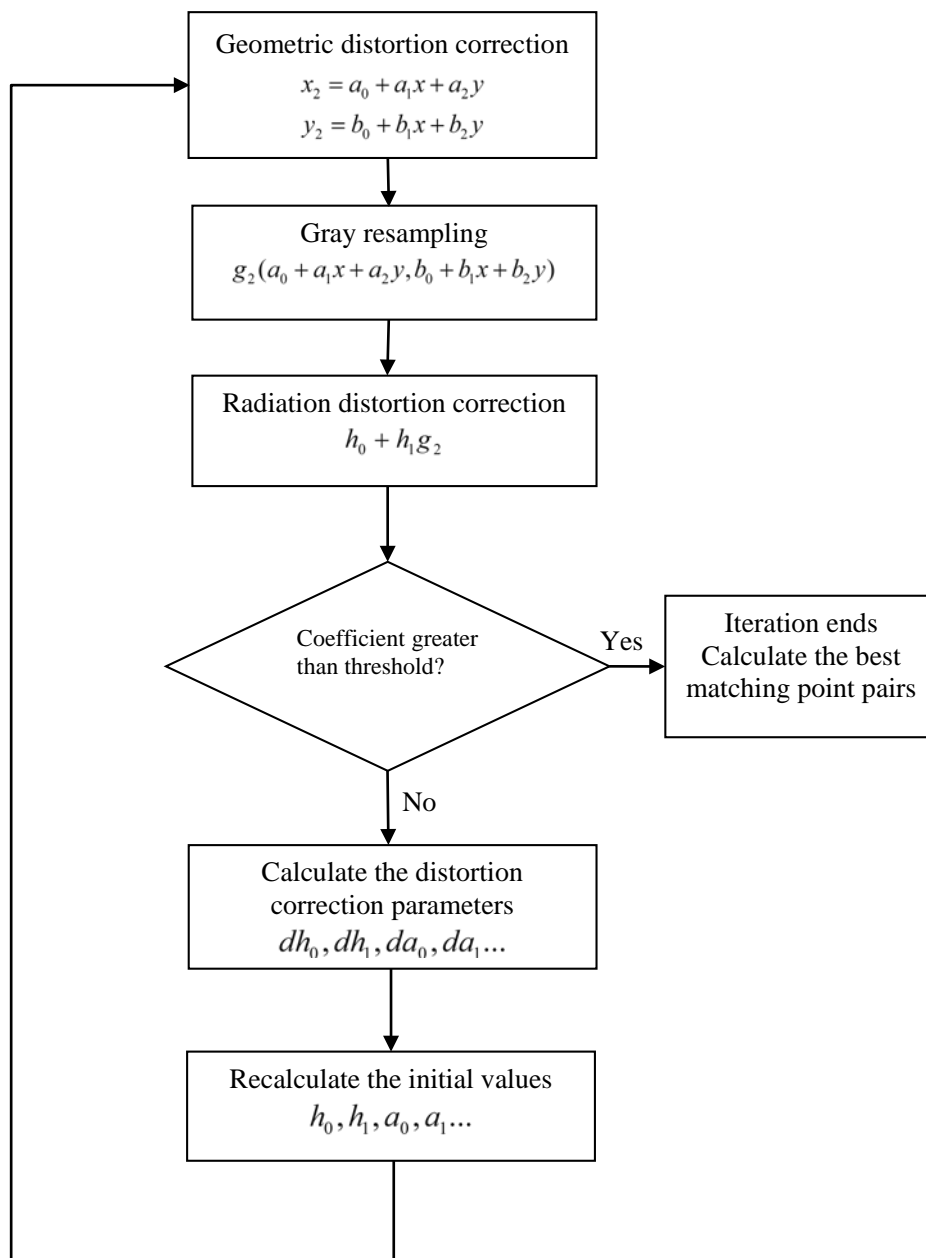 Geometric distortion correction
x₂ = a₀ + a₁x + a₂y
y₂ = b₀ + b₁x + b₂y
Gray resampling
g₂(a₀ + a₁x + a₂y, b₀ + b₁x + b₂y)
Radiation distortion correction
h₀ + h₁g₂
Coefficient greater
than threshold?
Yes
Iteration ends
Calculate the best
matching point pairs
No
Calculate the distortion
correction parameters
dh₀, dh₁, da₀, da₁...
Recalculate the initial values
h₀, h₁, a₀, a₁...